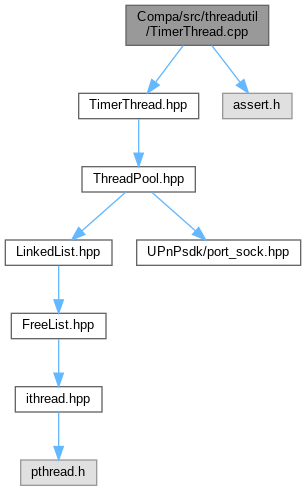 Compa/src/threadutil
/TimerThread.cpp
TimerThread.hpp
assert.h
ThreadPool.hpp
LinkedList.hpp
UPnPsdk/port_sock.hpp
FreeList.hpp
ithread.hpp
pthread.h